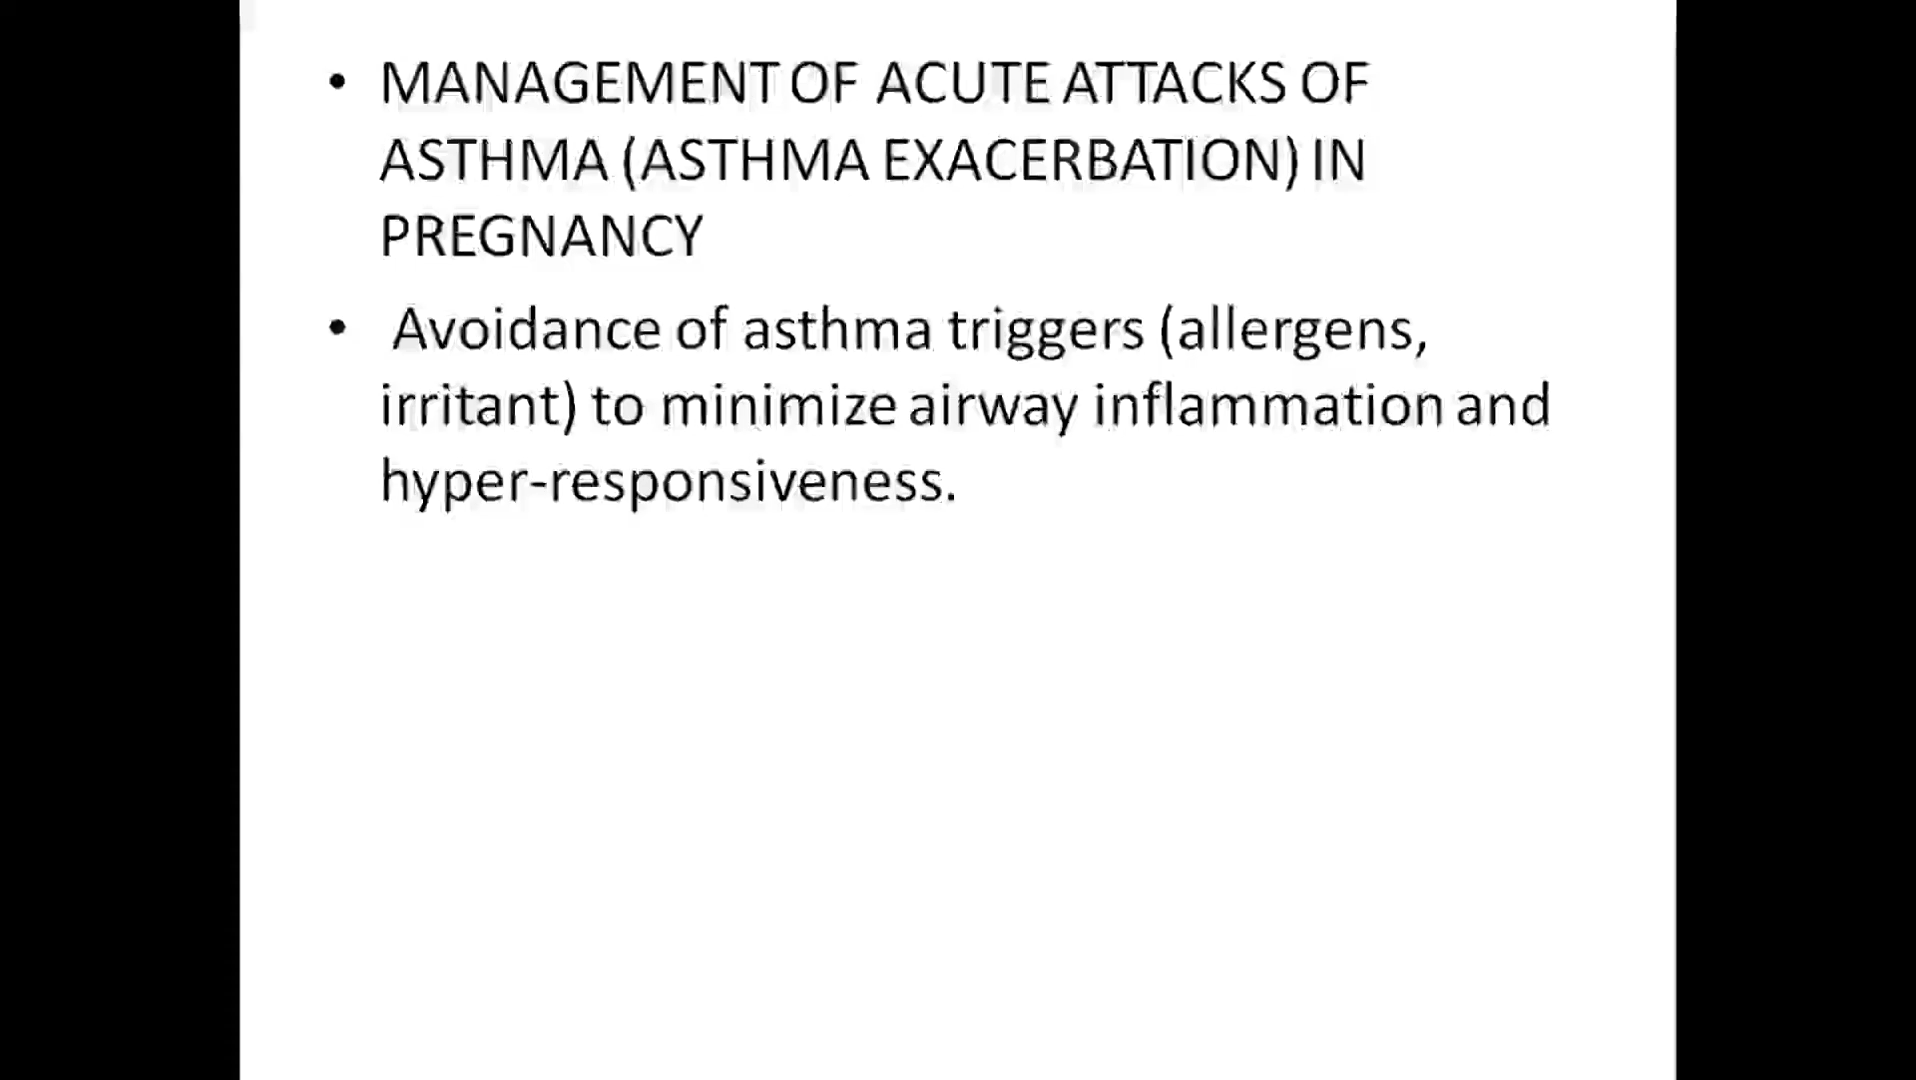 • MANAGEMENT OF ACUTE ATTACKS OF
ASTHMA (ASTHMA EXACERBATION) IN
PREGNANCY
• Avoidance of asthma triggers (allergens,
irritant) to minimize airway inflammation and
hyper-responsiveness.